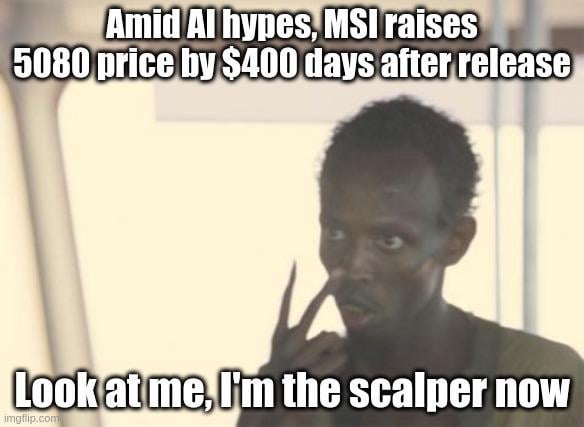 Amid AI hypes, MSI raises
5080 price by $400 days after release
Look at me, I'm the scalper now
imgflip.com